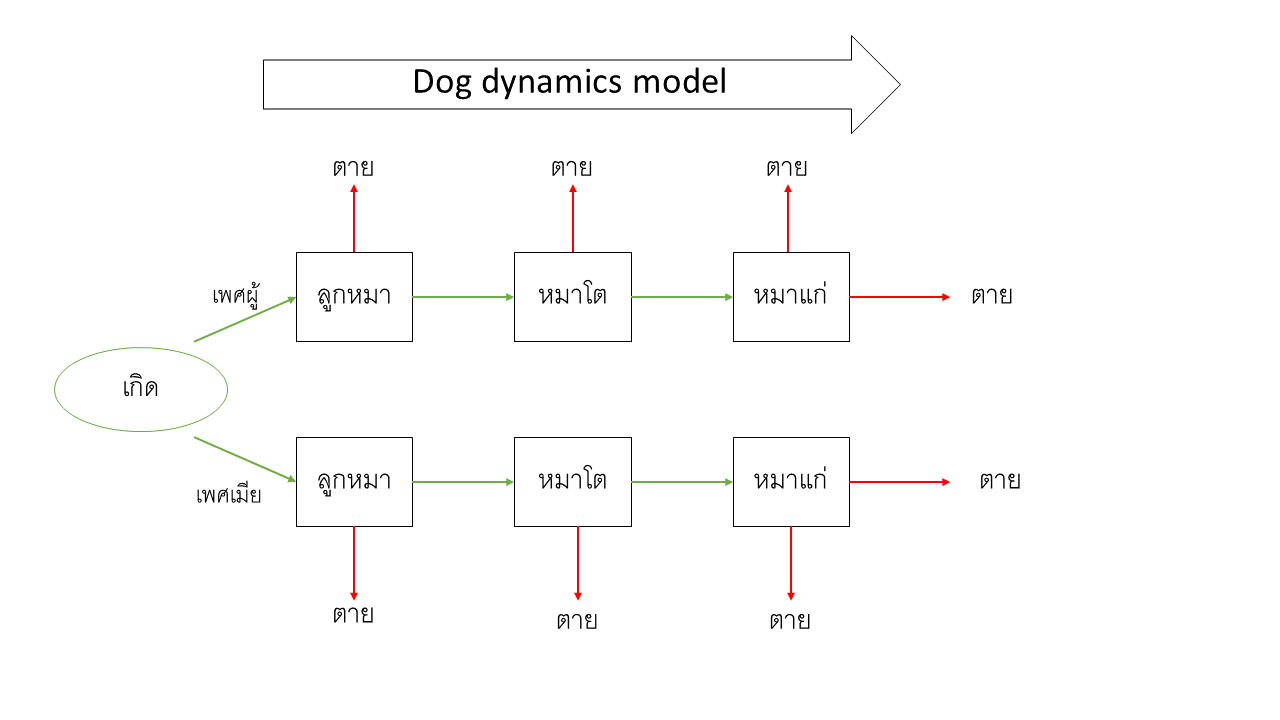 Dog dynamics model
ตาย
ตาย
ตาย
เพศผู้
ลูกหมา
หมาโต
หมาแก่
ตาย
เกิด
เพศเมีย
ลูกหมา
หมาโต
หมาแก่
ตาย
ตาย
ตาย
ตาย